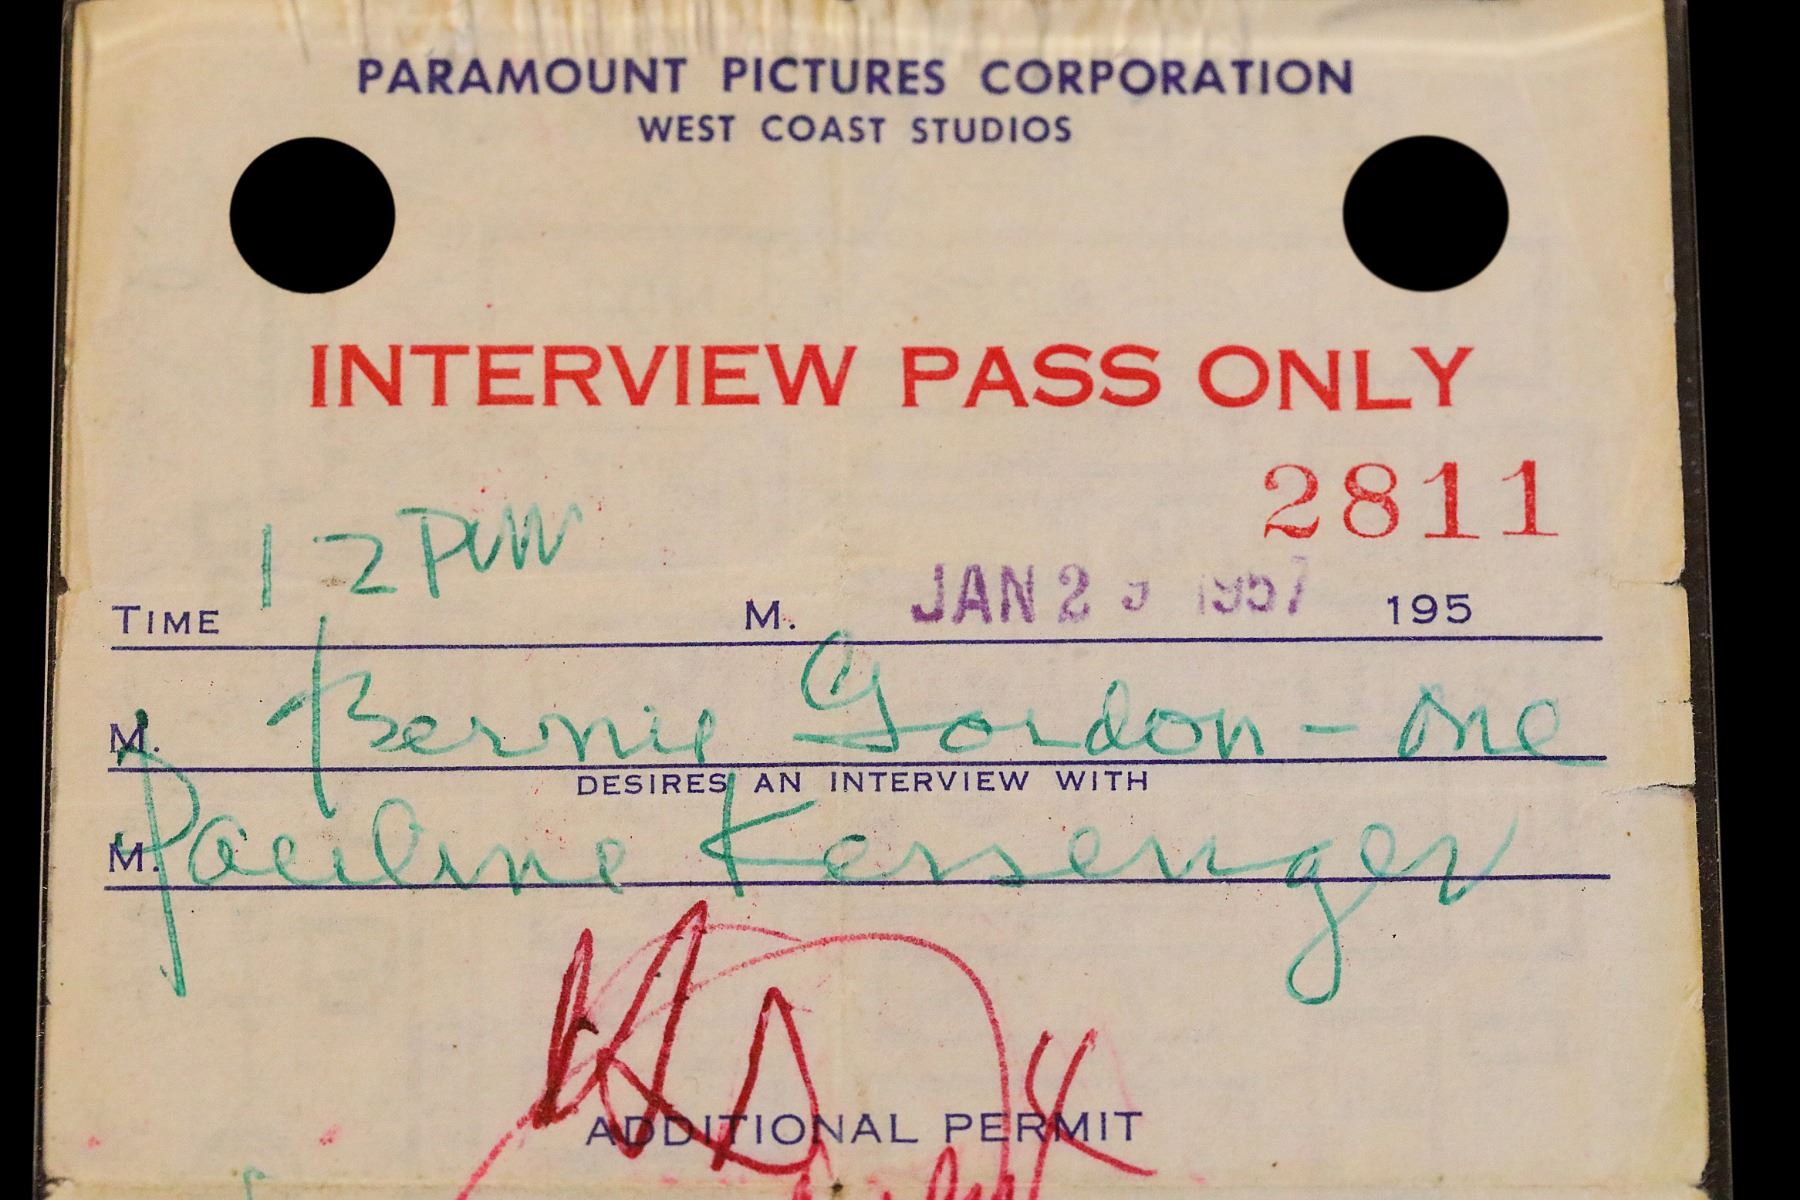 PARAMOUNT PICTURES CORPORATION
WEST COAST STUDIOS
INTERVIEW PASS ONLY
2811
12 PM
TIME M. JAN 2 1957 195
M. Bernie Gordon - one
DESIRES AN INTERVIEW WITH
M. Pauline Kessenger
ADDITIONAL PERMIT